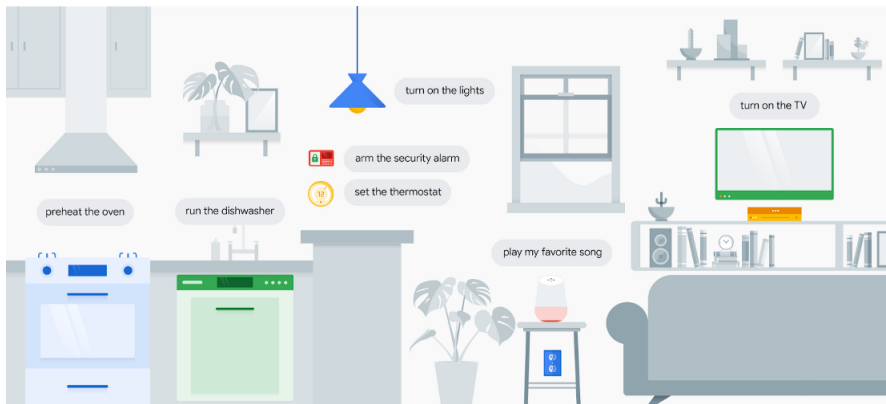 turn on the lights
turn on the TV
arm the security alarm
set the thermostat
preheat the oven
run the dishwasher
play my favorite song